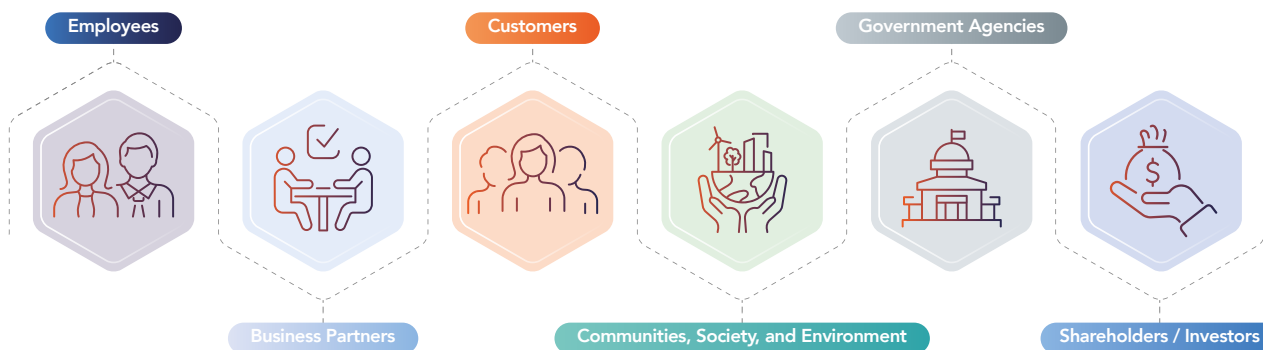 Employees
Customers
Government Agencies
$
Business Partners
Communities, Society, and Environment
Shareholders / Investors